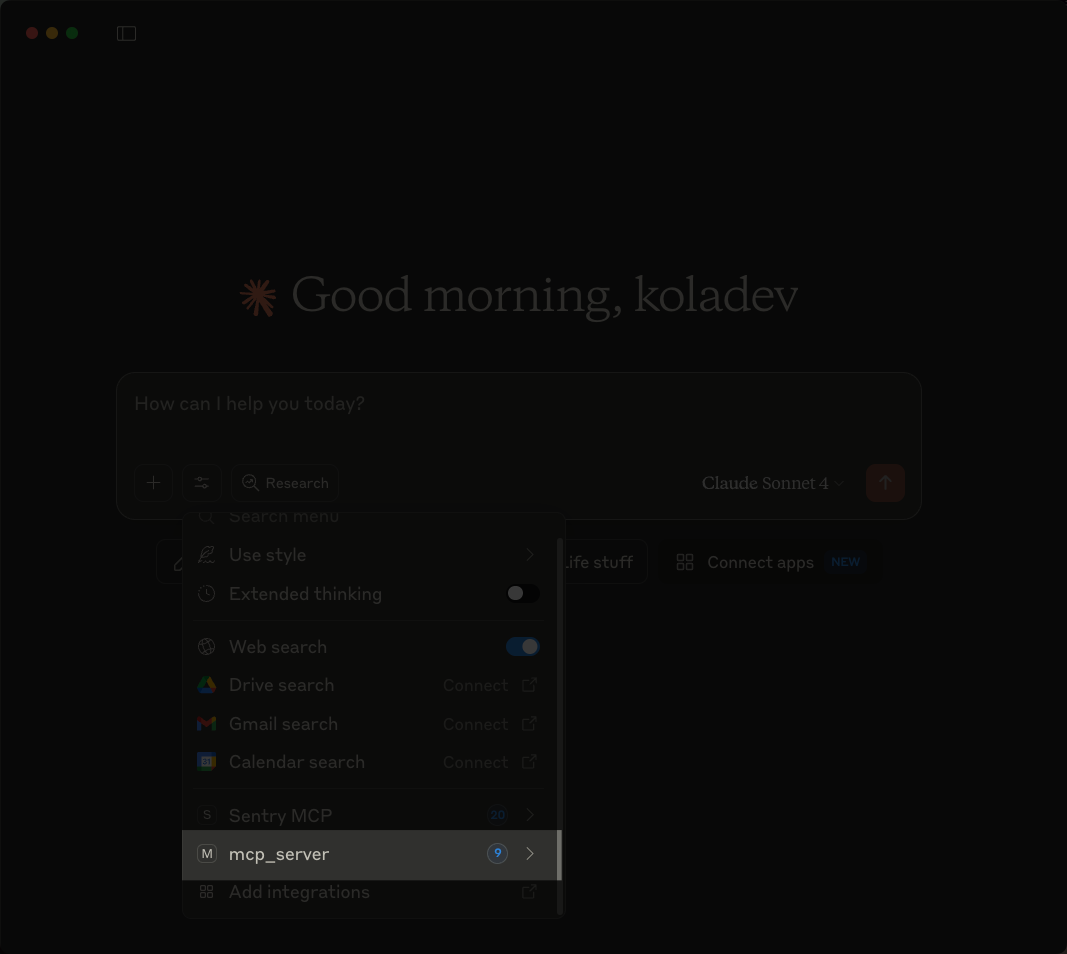 Good morning, koladev
How can I help you today?
Research
Claude Sonnet 4
Search menu
Use style
Life stuff
Connect apps NEW
Extended thinking
Web search
Drive search Connect
Gmail search Connect
31
Calendar search Connect
S Sentry MCP 20
M mcp_server 9
Add integrations